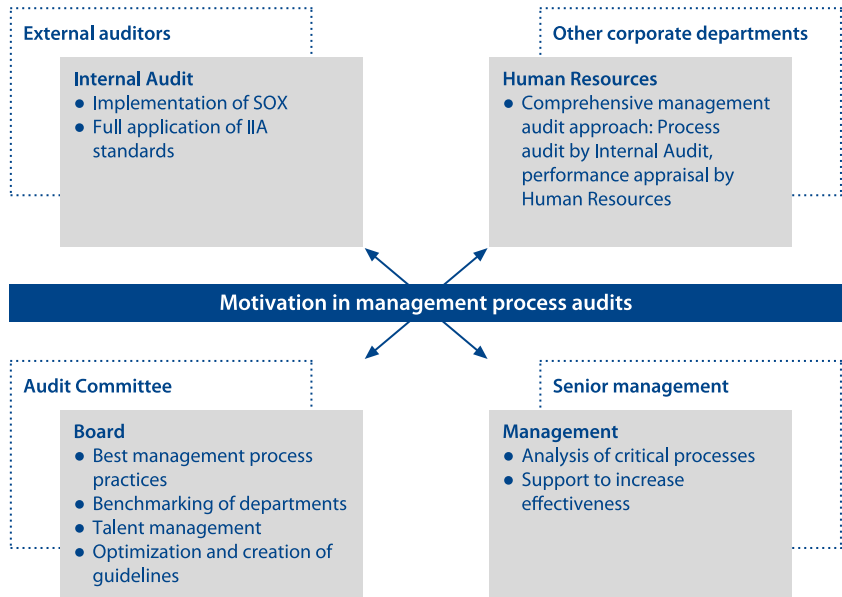 External auditors
Internal Audit
● Implementation of SOX
● Full application of IIA
standards
Other corporate departments
Human Resources
● Comprehensive management
audit approach: Process
audit by Internal Audit,
performance appraisal by
Human Resources
Motivation in management process audits
Audit Committee
Board
● Best management process
practices
● Benchmarking of departments
● Talent management
● Optimization and creation of
guidelines
Senior management
Management
● Analysis of critical processes
● Support to increase
effectiveness